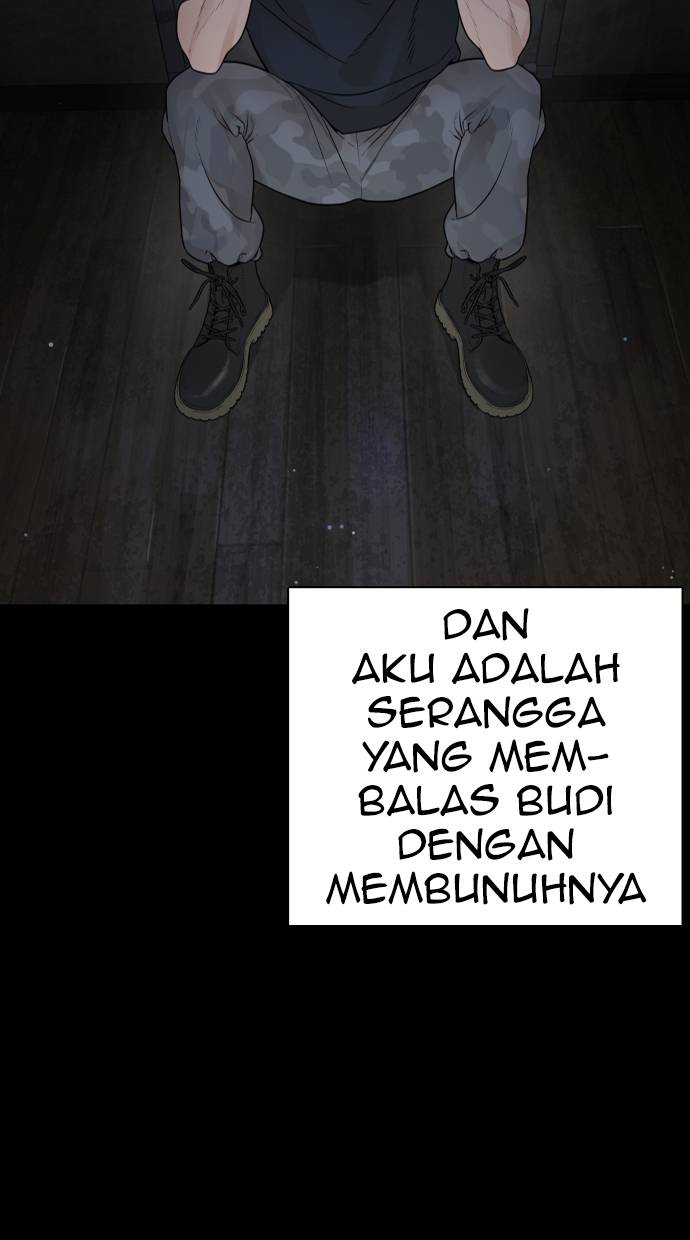 DAN
AKU ADALAH
SERANGGA
YANG MEM-
BALAS BUDI
DENGAN
MEMBUNUHNYA